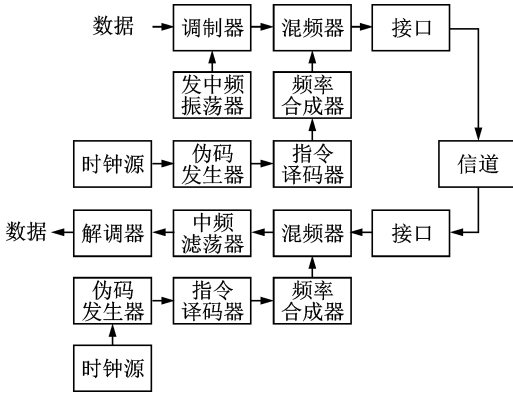 数据
调制器
混频器
接口
发中频
振荡器
频率
合成器
时钟源
伪码
发生器
指令
译码器
信道
数据
解调器
中频
滤荡器
混频器
接口
伪码
发生器
指令
译码器
频率
合成器
时钟源